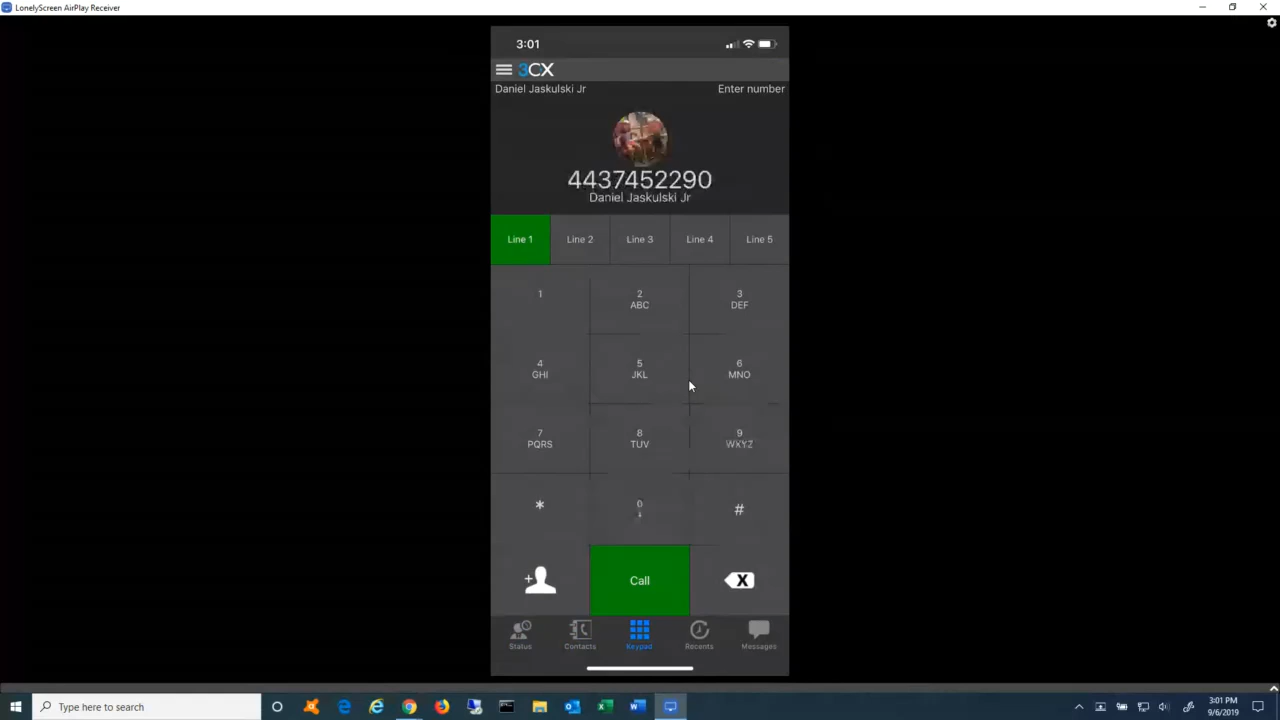 LonelyScreen AirPlay Receiver
3:01
3CX
Daniel Jaskulski Jr Enter number
4437452290
Daniel Jaskulski Jr
Line 1 Line 2 Line 3 Line 4 Line 5
1 2 3
ABC DEF
4 5 6
GHI JKL MNO
7 8 9
PQRS TUV WXYZ
* 0 #
+ Call X
Status Contacts Keypad Recents Messages
Type here to search
3:01 PM
9/6/2019